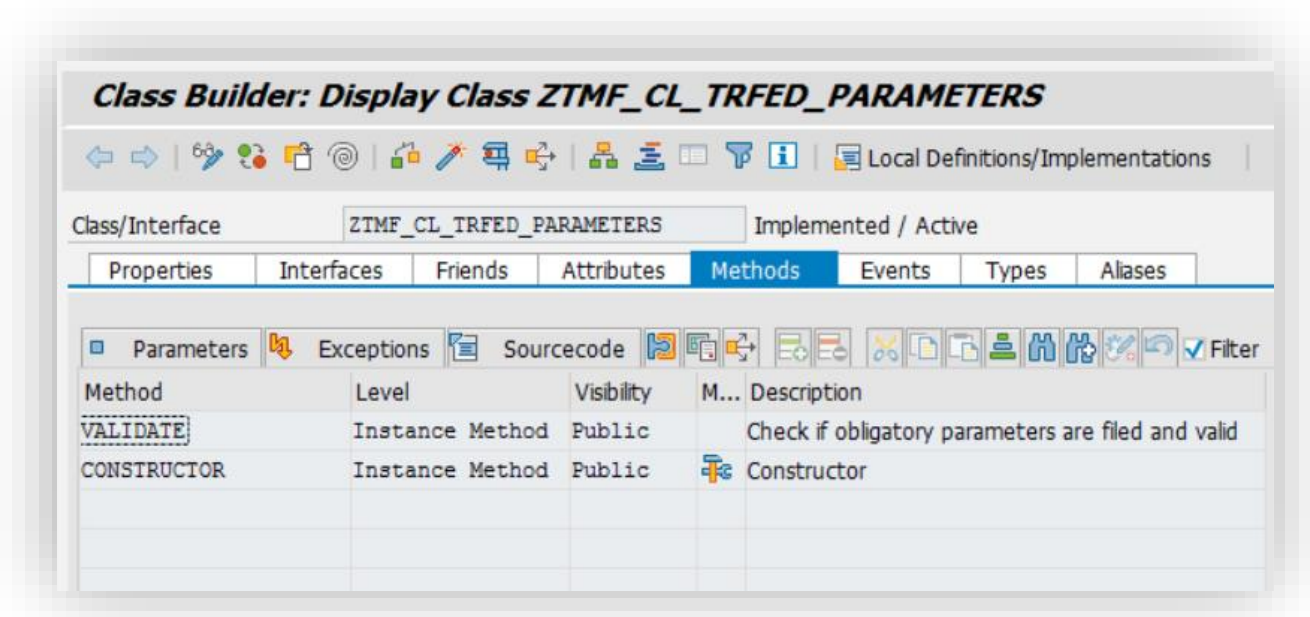 Class Builder: Display Class ZTMF_CL_TRFED_PARAMETERS
Local Definitions/Implementations
Class/Interface ZTMF_CL_TRFED_PARAMETERS Implemented / Active
Properties Interfaces Friends Attributes Methods Events Types Aliases
Parameters Exceptions Sourcecode Filter
Method Level Visibility M... Description
VALIDATE Instance Method Public Check if obligatory parameters are filed and valid
CONSTRUCTOR Instance Method Public Constructor